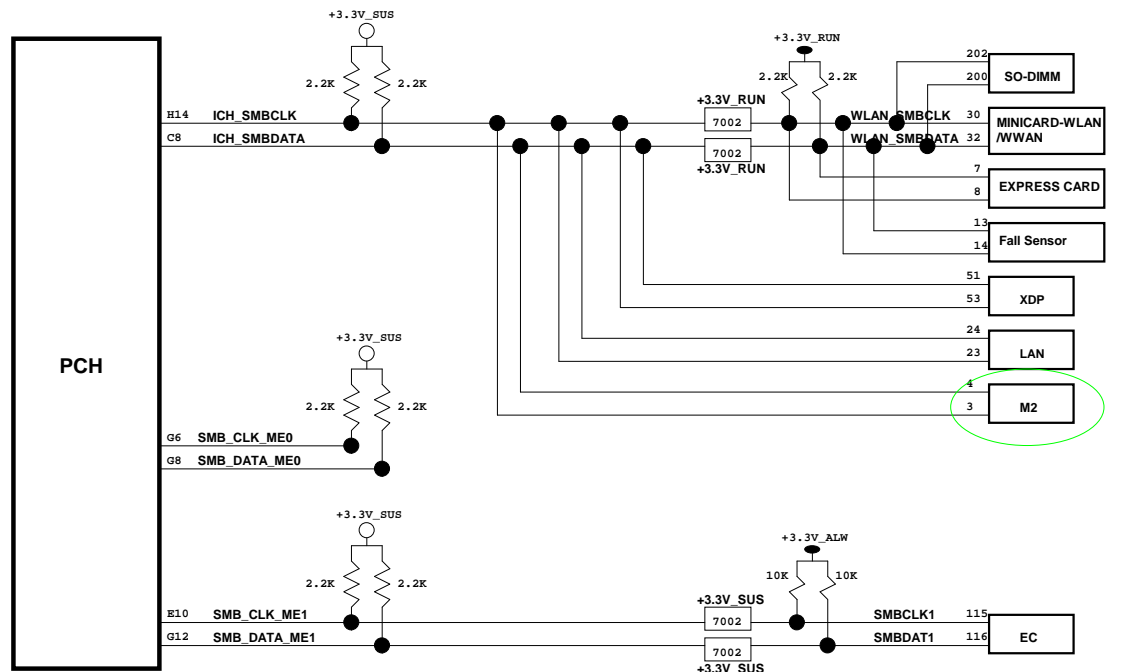 +3.3V_SUS
+3.3V_RUN
202
SO-DIMM
200
2.2K
2.2K
2.2K
2.2K
+3.3V_RUN
H14
ICH_SMBCLK
7002
WLAN_SMBCLK
30
MINICARD-WLAN
/WWAN
C8
ICH_SMBDATA
7002
WLAN_SMBDATA
32
+3.3V_RUN
7
EXPRESS CARD
8
13
Fall Sensor
14
51
XDP
53
24
LAN
23
4
M2
3
PCH
+3.3V_SUS
2.2K
2.2K
G6
SMB_CLK_ME0
G8
SMB_DATA_ME0
+3.3V_SUS
+3.3V_ALW
2.2K
2.2K
10K
10K
+3.3V_SUS
E10
SMB_CLK_ME1
7002
SMBCLK1
115
EC
G12
SMB_DATA_ME1
7002
SMBDAT1
116
+3.3V_SUS